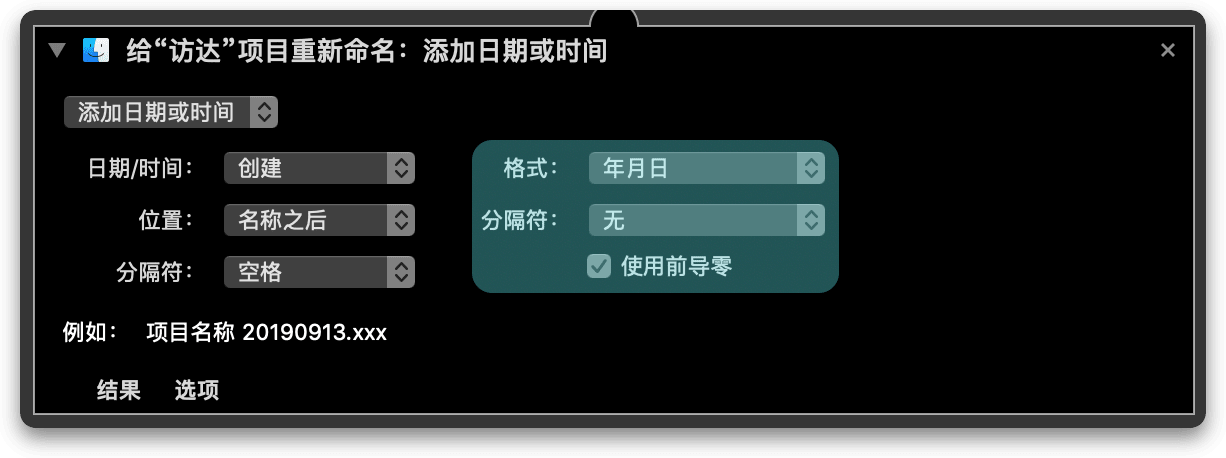 给“访达”项目重新命名：添加日期或时间
添加日期或时间
日期/时间： 创建 格式： 年月日
位置： 名称之后 分隔符： 无
分隔符： 空格 使用前导零
例如： 项目名称 20190913.xxx
结果 选项